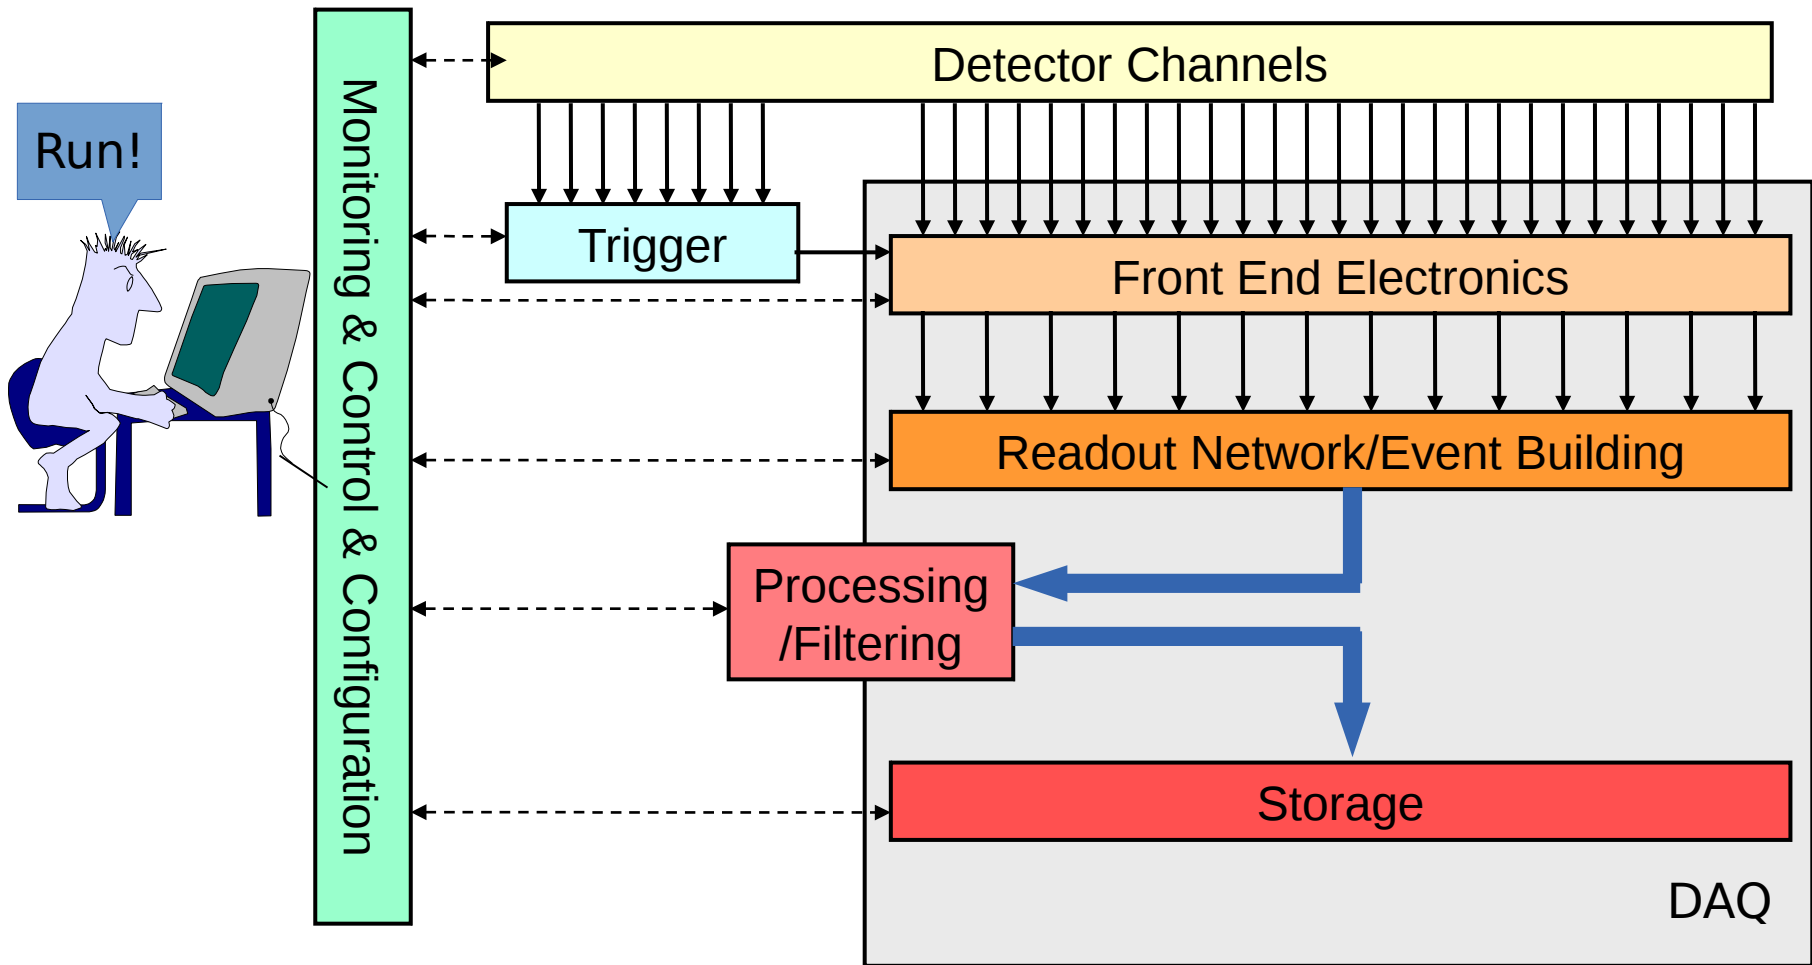 Detector Channels
Run!
Monitoring & Control & Configuration
Trigger
Front End Electronics
Readout Network/Event Building
Processing
/Filtering
Storage
DAQ